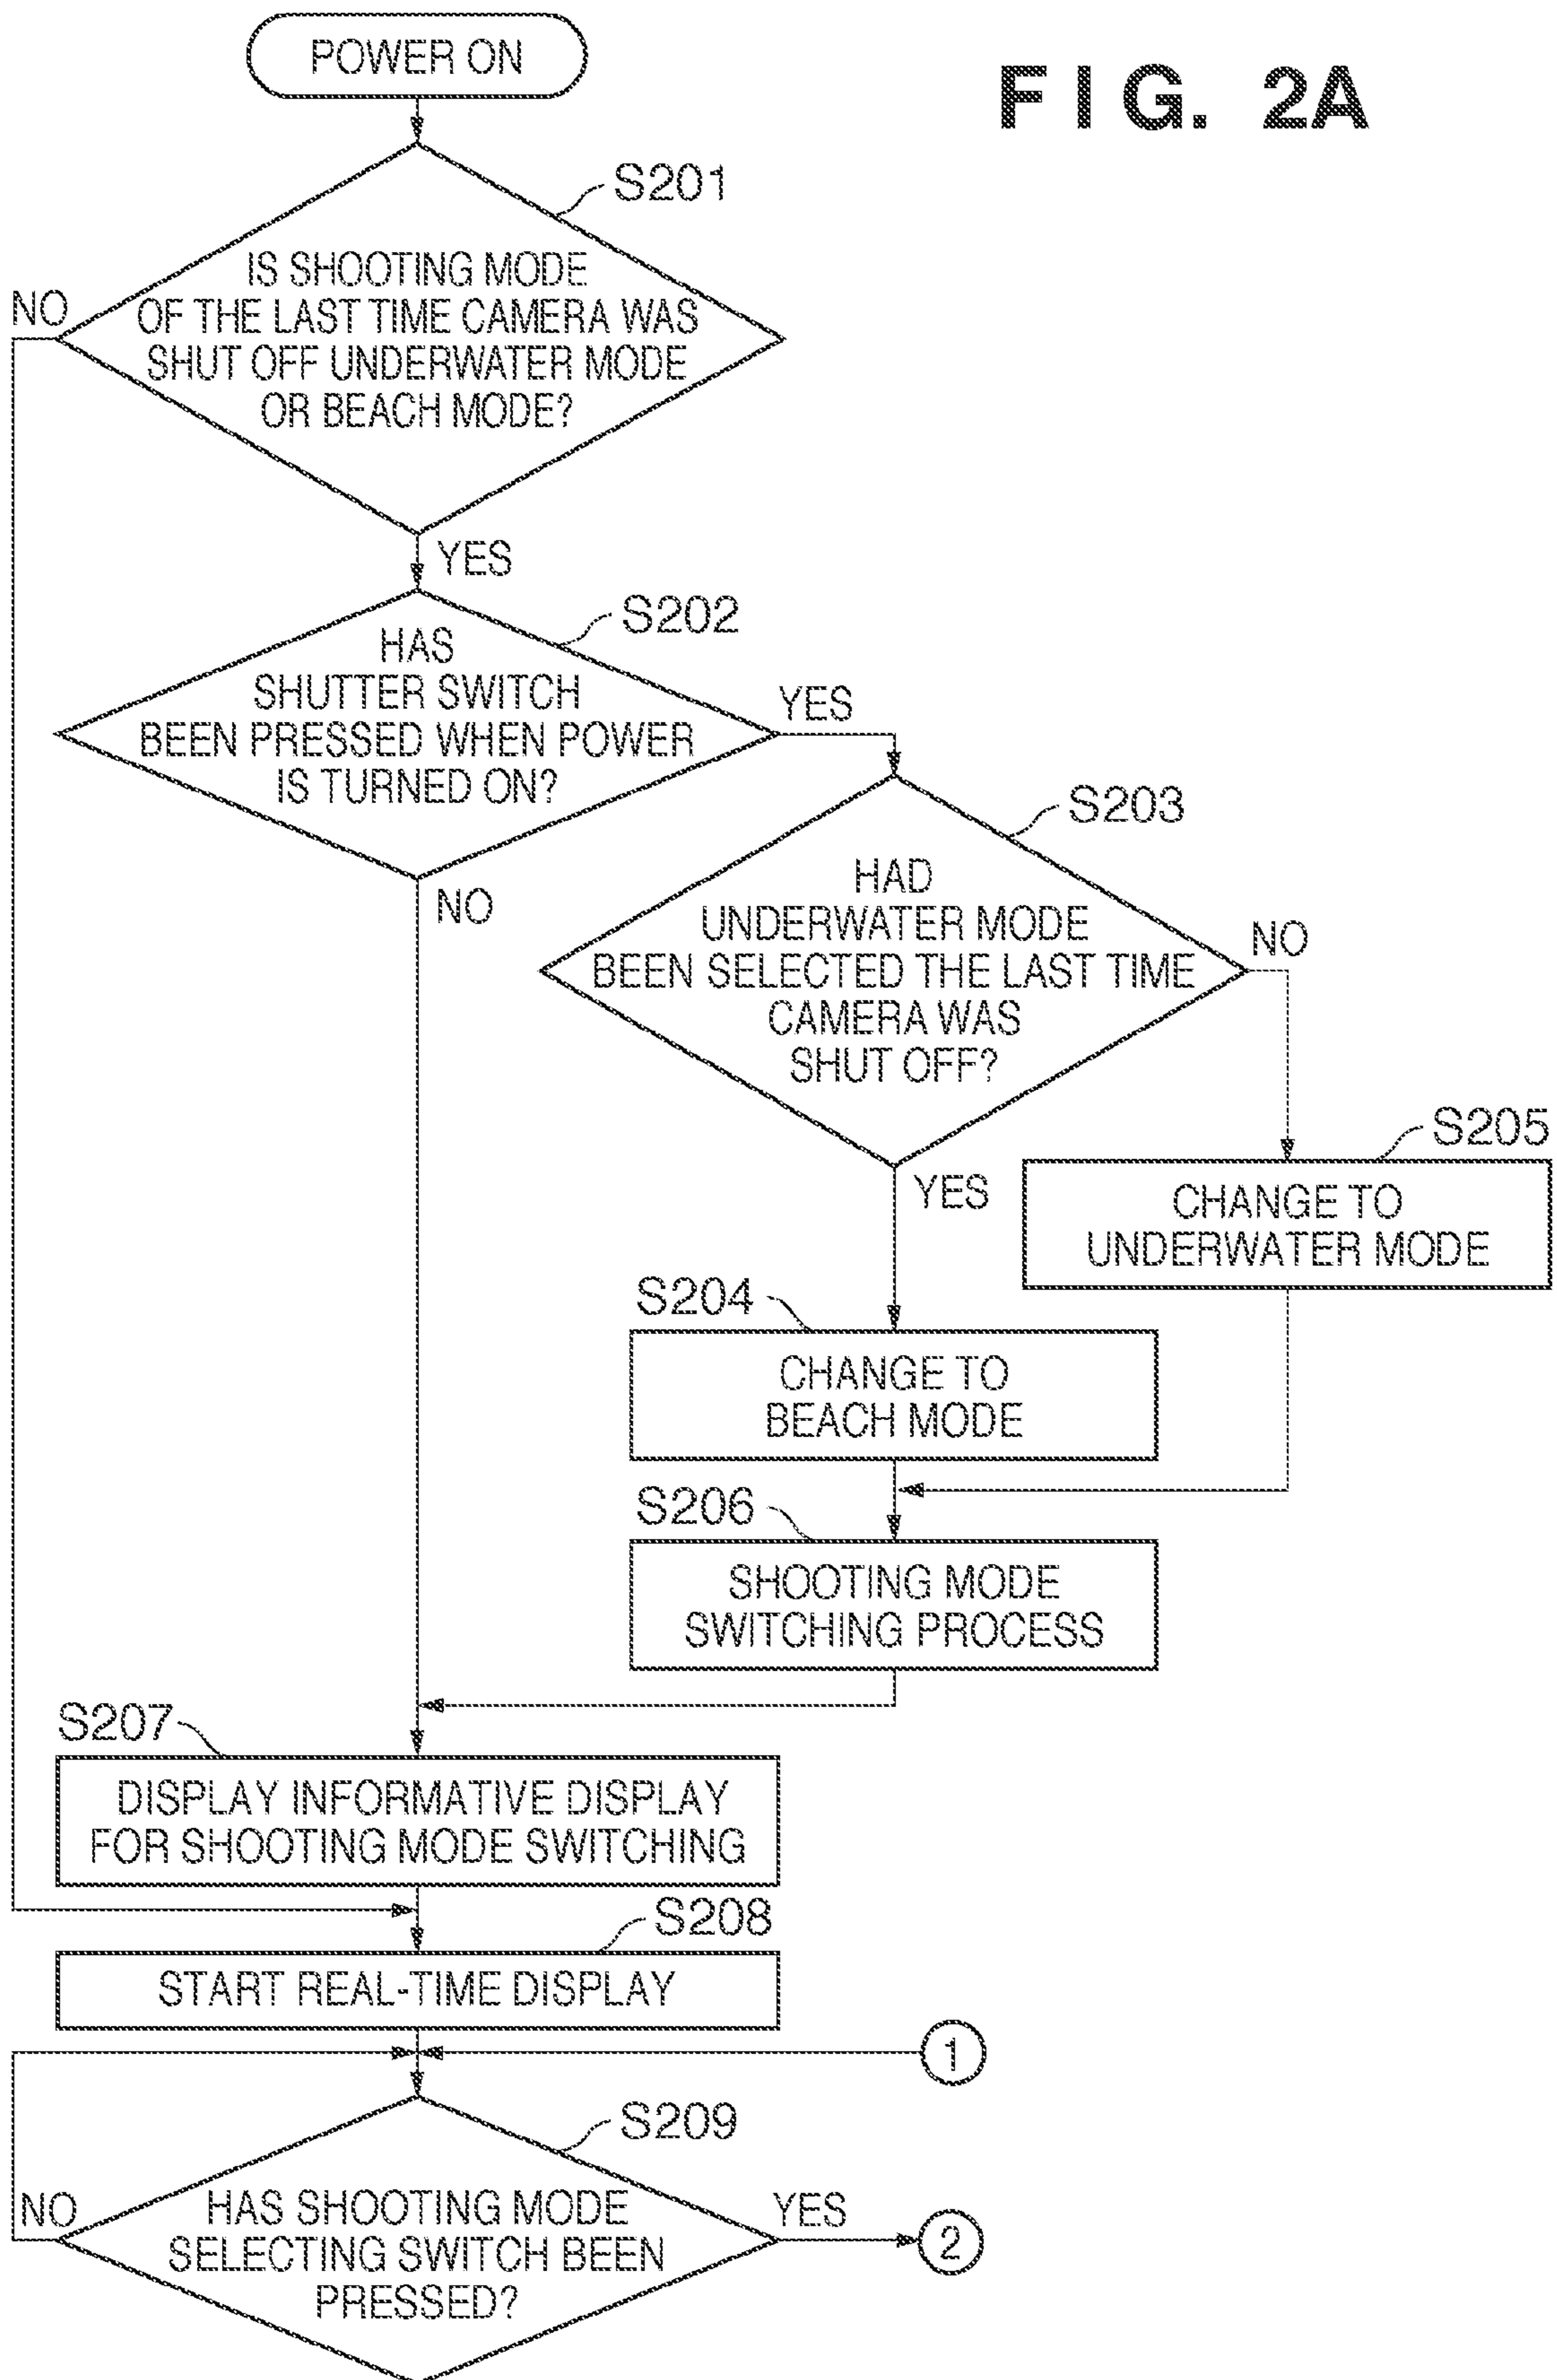 FIG. 2A
POWER ON
S201
IS SHOOTING MODE
OF THE LAST TIME CAMERA WAS
SHUT OFF UNDERWATER MODE
OR BEACH MODE?
NO
YES
S202
HAS
SHUTTER SWITCH
BEEN PRESSED WHEN POWER
IS TURNED ON?
YES
NO
S203
HAD
UNDERWATER MODE
BEEN SELECTED THE LAST TIME
CAMERA WAS
SHUT OFF?
NO
YES
S205
CHANGE TO
UNDERWATER MODE
S204
CHANGE TO
BEACH MODE
S206
SHOOTING MODE
SWITCHING PROCESS
S207
DISPLAY INFORMATIVE DISPLAY
FOR SHOOTING MODE SWITCHING
S208
START REAL-TIME DISPLAY
1
S209
HAS SHOOTING MODE
SELECTING SWITCH BEEN
PRESSED?
NO
YES
2